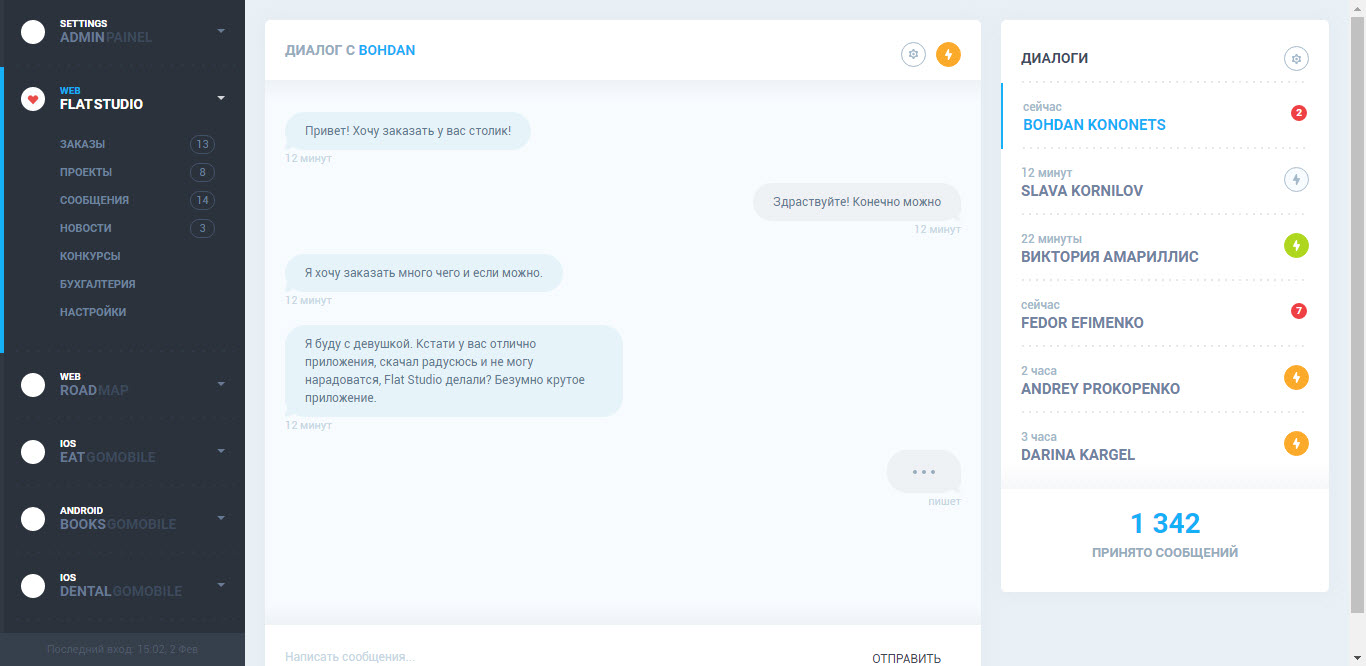 SETTINGS
ADMINPAINEL
WEB
FLATSTUDIO
ЗАКАЗЫ 13
ПРОЕКТЫ 8
СООБЩЕНИЯ 14
НОВОСТИ 3
КОНКУРСЫ
БУХГАЛТЕРИЯ
НАСТРОЙКИ
WEB
ROADMAP
IOS
EATGOMOBILE
ANDROID
BOOKSGOMOBILE
IOS
DENTALGOMOBILE
Последний вход: 15:02, 2 Фев
ДИАЛОГ С BOHDAN
Привет! Хочу заказать у вас столик!
12 минут
Здраствуйте! Конечно можно
12 минут
Я хочу заказать много чего и если можно.
12 минут
Я буду с девушкой. Кстати у вас отлично
приложения, скачал радусюсь и не могу
нарадоватся, Flat Studio делали? Безумно крутое
приложение.
12 минут
пишет
Написать сообщения...
ОТПРАВИТЬ
ДИАЛОГИ
сейчас
BOHDAN KONONETS 2
12 минут
SLAVA KORNILOV
22 минуты
ВИКТОРИЯ АМАРИЛЛИС
сейчас
FEDOR EFIMENKO 7
2 часа
ANDREY PROKOPENKO
3 часа
DARINA KARGEL
1 342
ПРИНЯТО СООБЩЕНИЙ